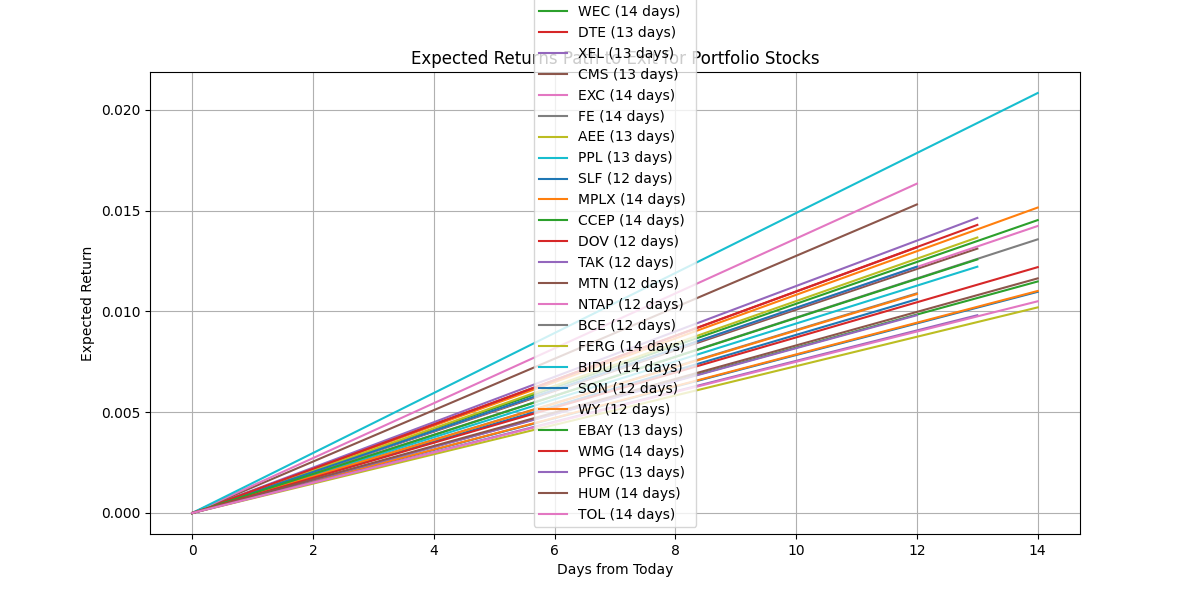 Expected Returns Path to Exit for Portfolio Stocks
WEC (14 days)
DTE (13 days)
XEL (13 days)
CMS (13 days)
EXC (14 days)
FE (14 days)
AEE (13 days)
PPL (13 days)
SLF (12 days)
MPLX (14 days)
CCEP (14 days)
DOV (12 days)
TAK (12 days)
MTN (12 days)
NTAP (12 days)
BCE (12 days)
FERG (14 days)
BIDU (14 days)
SON (12 days)
WY (12 days)
EBAY (13 days)
WMG (14 days)
PFGC (13 days)
HUM (14 days)
TOL (14 days)
Expected Return
0.020
0.015
0.010
0.005
0.000
0 2 4 6 8 10 12 14
Days from Today